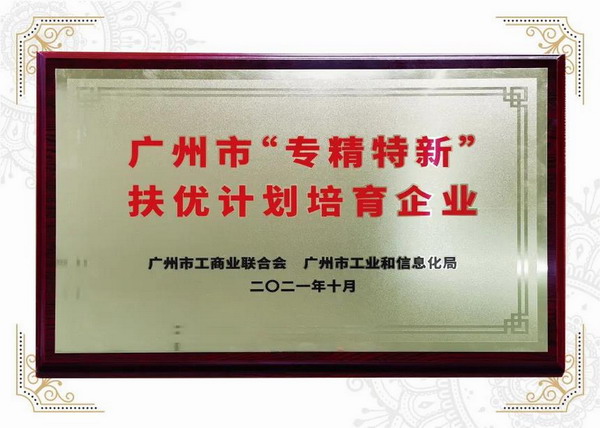 广州市“专精特新”
扶优计划培育企业
广州市工商业联合会 广州市工业和信息化局
二〇二一年十月